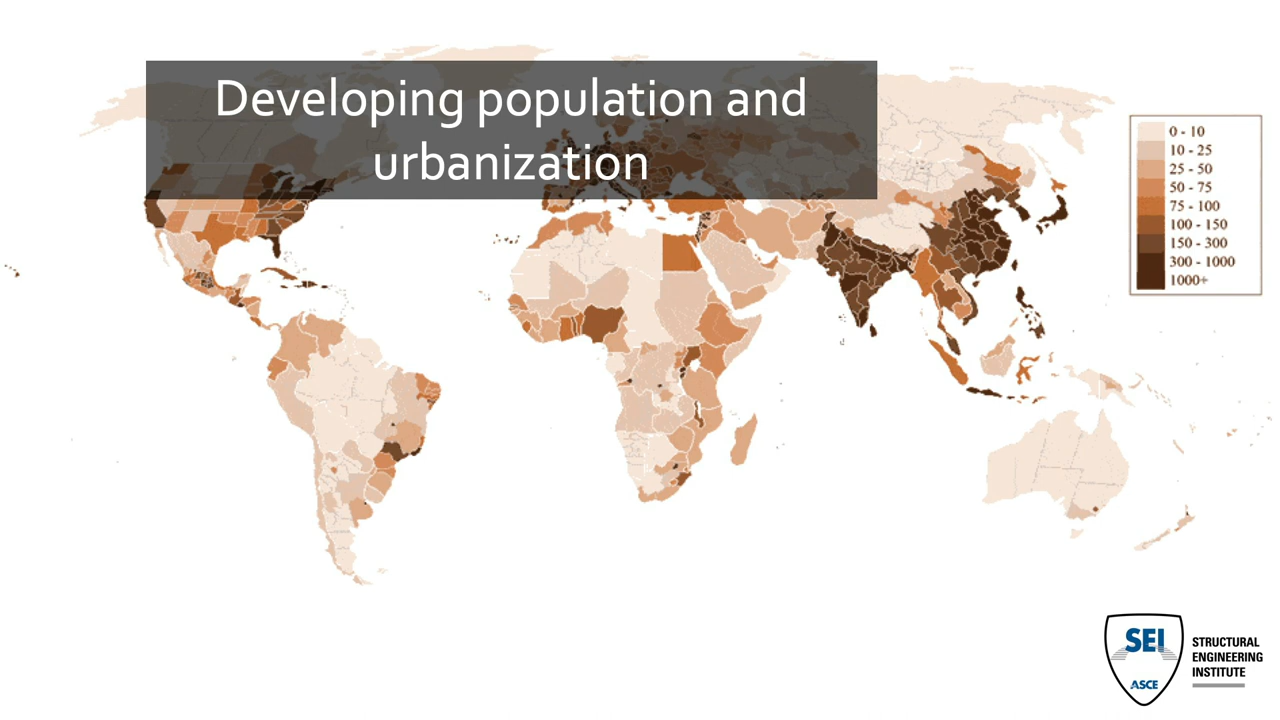 Developing population and
urbanization
0 - 10
10 - 25
25 - 50
50 - 75
75 - 100
100 - 150
150 - 300
300 - 1000
1000+
SEI
ASCE
STRUCTURAL
ENGINEERING
INSTITUTE